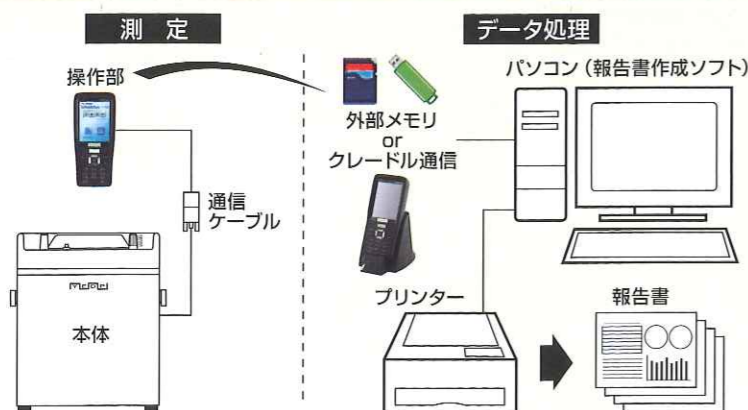 測 定
データ処理
操作部
パソコン（報告書作成ソフト）
外部メモリ
or
クレードル通信
通信
ケーブル
本体
プリンター
報告書